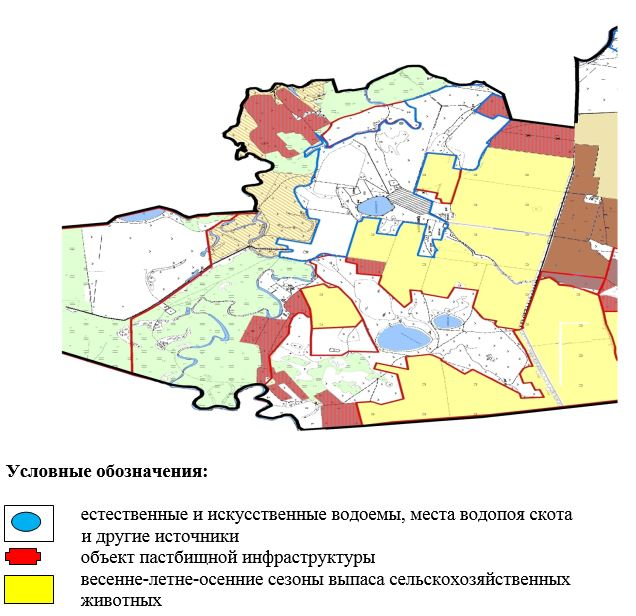 Условные обозначения:
естественные и искусственные водоемы, места водопоя скота
и другие источники
объект пастбищной инфраструктуры
весенне-летне-осенние сезоны выпаса сельскохозяйственных
животных